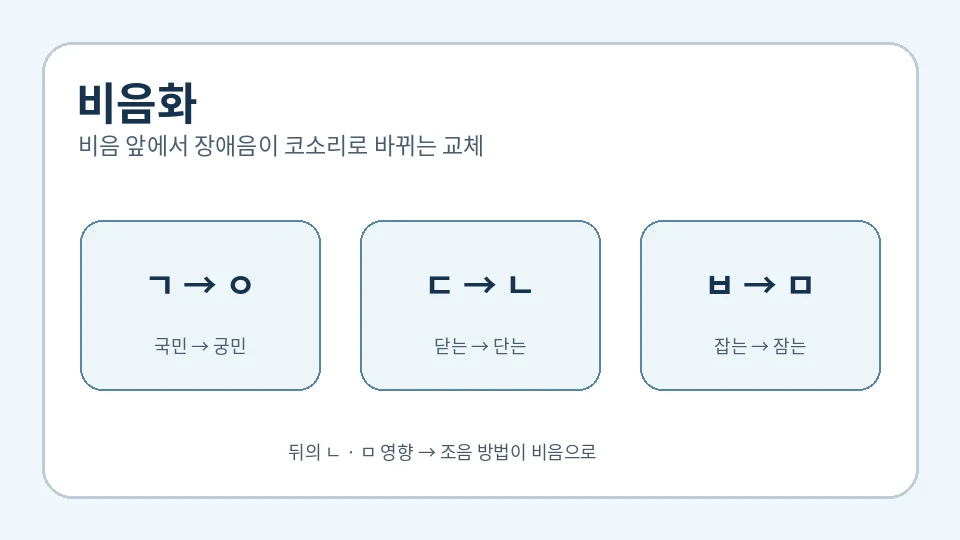 비음화
비음 앞에서 장애음이 코소리로 바뀌는 교체
ㄱ → ㅇ
국민 → 궁민
ㄷ → ㄴ
닫는 → 단는
ㅂ → ㅁ
잡는 → 잠는
뒤의 ㄴ · ㅁ 영향 → 조음 방법이 비음으로